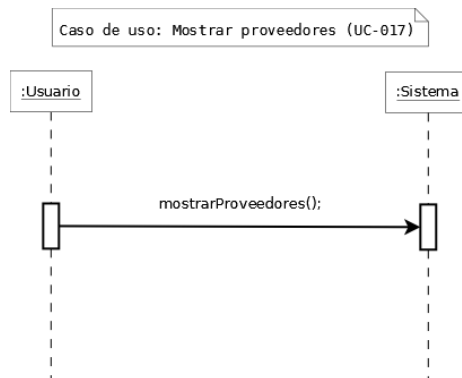 Caso de uso: Mostrar proveedores (UC-017)
:Usuario
:Sistema
mostrarProveedores();